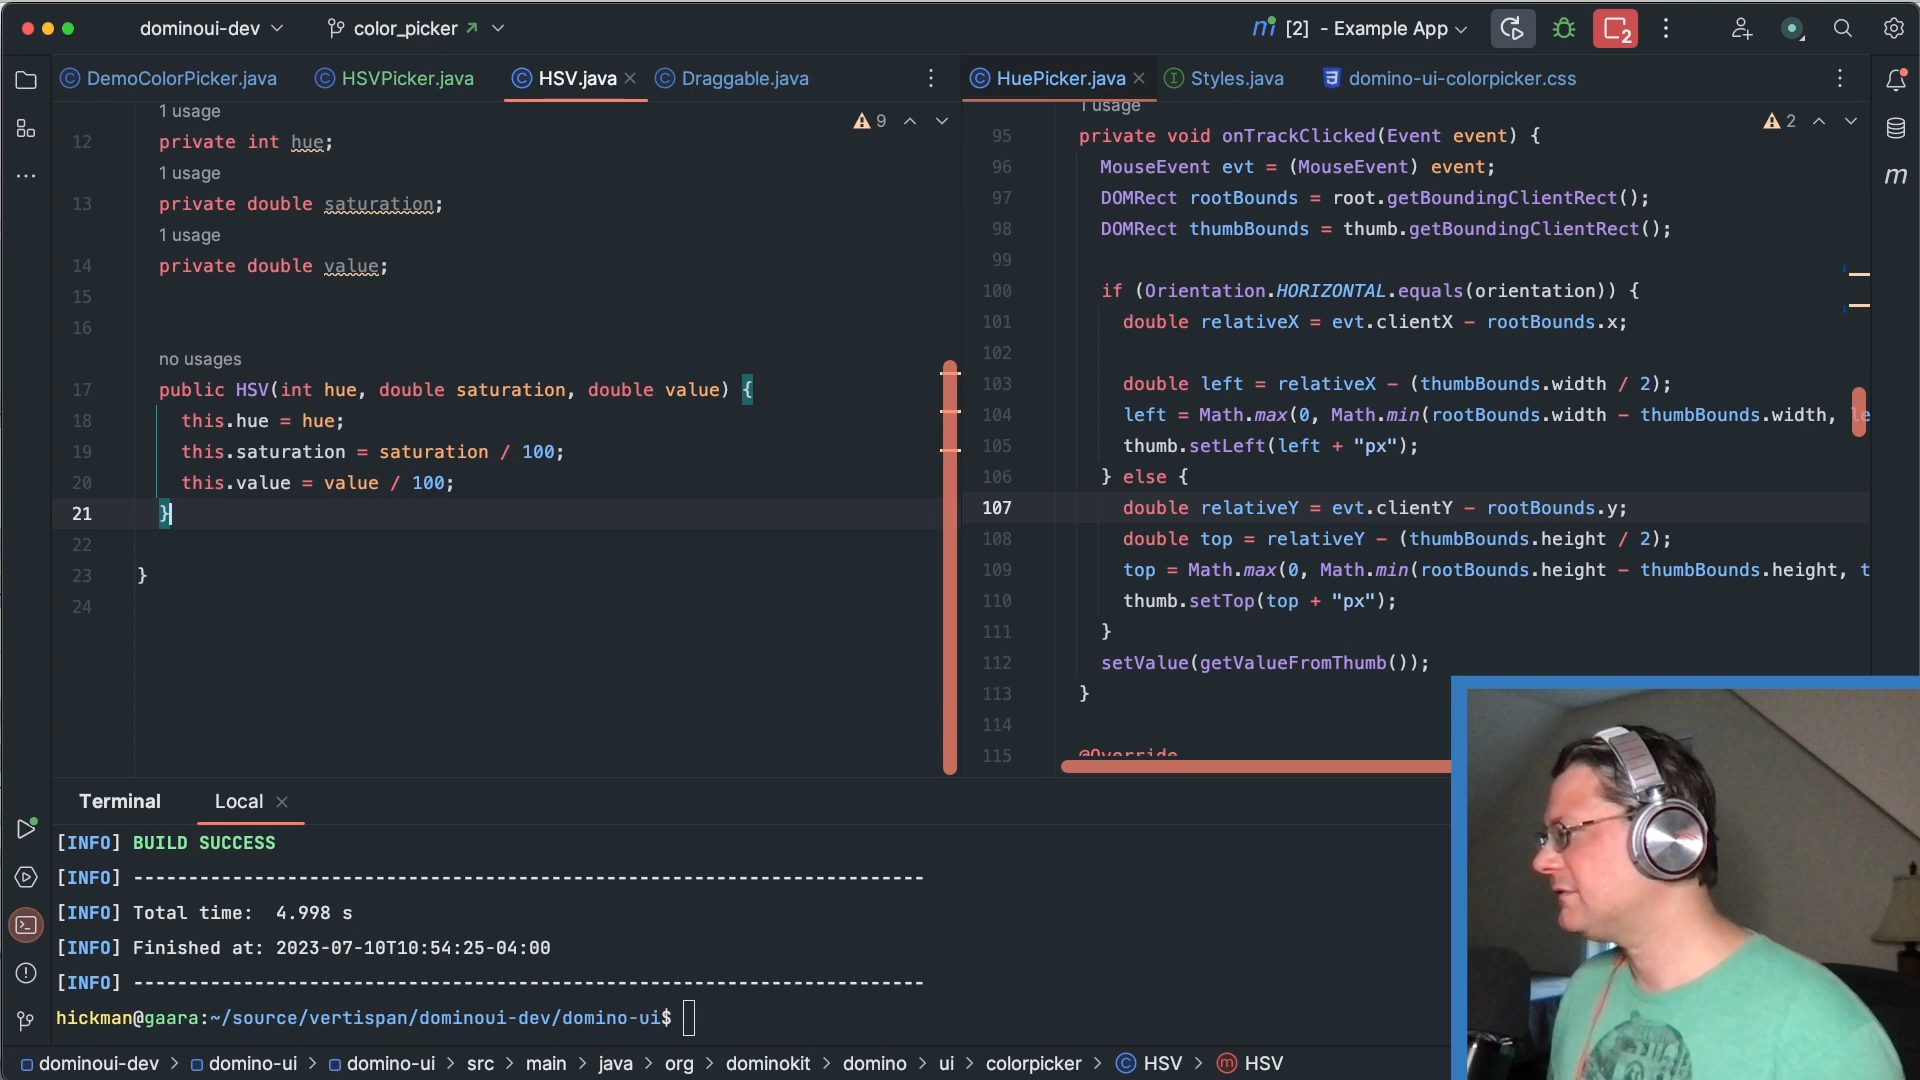 dominoui-dev
color_picker
[2] - Example App
2
DemoColorPicker.java
HSVPicker.java
HSV.java
Draggable.java
1 usage
9
12 private int hue;
1 usage
13 private double saturation;
1 usage
14 private double value;
15
16
no usages
17 public HSV(int hue, double saturation, double value) {
18 this.hue = hue;
19 this.saturation = saturation / 100;
20 this.value = value / 100;
21 }
22
23 }
24
HuePicker.java
Styles.java
domino-ui-colorpicker.css
1 usage
2
m
95 private void onTrackClicked(Event event) {
96 MouseEvent evt = (MouseEvent) event;
97 DOMRect rootBounds = root.getBoundingClientRect();
98 DOMRect thumbBounds = thumb.getBoundingClientRect();
99
100 if (Orientation.HORIZONTAL.equals(orientation)) {
101 double relativeX = evt.clientX - rootBounds.x;
102
103 double left = relativeX - (thumbBounds.width / 2);
104 left = Math.max(0, Math.min(rootBounds.width - thumbBounds.width, le
105 thumb.setLeft(left + "px");
106 } else {
107 double relativeY = evt.clientY - rootBounds.y;
108 double top = relativeY - (thumbBounds.height / 2);
109 top = Math.max(0, Math.min(rootBounds.height - thumbBounds.height, t
110 thumb.setTop(top + "px");
111 }
112 setValue(getValueFromThumb());
113 }
114
115 @Override
Terminal
Local
[INFO] BUILD SUCCESS
[INFO] ------------------------------------------------------------------------
[INFO] Total time:  4.998 s
[INFO] Finished at: 2023-07-10T10:54:25-04:00
[INFO] ------------------------------------------------------------------------
hickman@gaara:~/source/vertispan/dominoui-dev/domino-ui$
dominoui-dev > domino-ui > domino-ui > src > main > java > org > dominokit > domino > ui > colorpicker > HSV > HSV